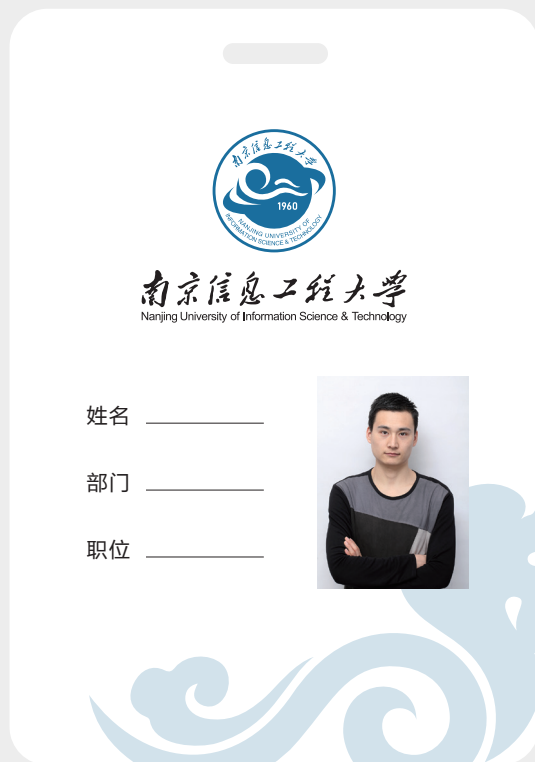 南京信息工程大学
1960
NANJING UNIVERSITY OF
INFORMATION SCIENCE & TECHNOLOGY
南京信息工程大學
Nanjing University of Information Science & Technology
姓名
部门
职位